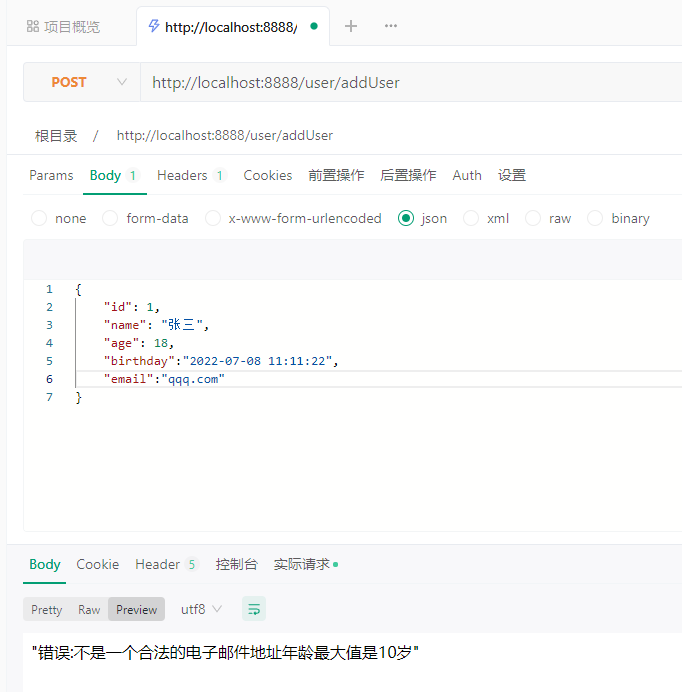 项目概览 http://localhost:8888/
POST http://localhost:8888/user/addUser
根目录 / http://localhost:8888/user/addUser
Params Body 1 Headers 1 Cookies 前置操作 后置操作 Auth 设置
none form-data x-www-form-urlencoded json xml raw binary
1 {
2 "id": 1,
3 "name": "张三",
4 "age": 18,
5 "birthday":"2022-07-08 11:11:22",
6 "email":"qqq.com"
7 }
Body Cookie Header 5 控制台 实际请求
Pretty Raw Preview utf8
"错误:不是一个合法的电子邮件地址年龄最大值是10岁"